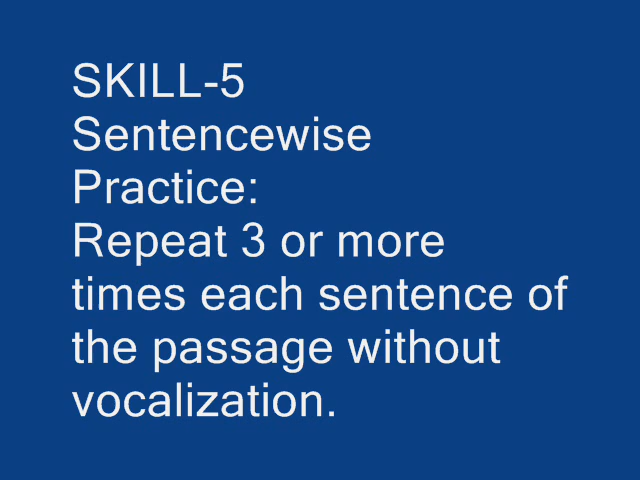 SKILL-5
Sentencewise
Practice:
Repeat 3 or more
times each sentence of
the passage without
vocalization.